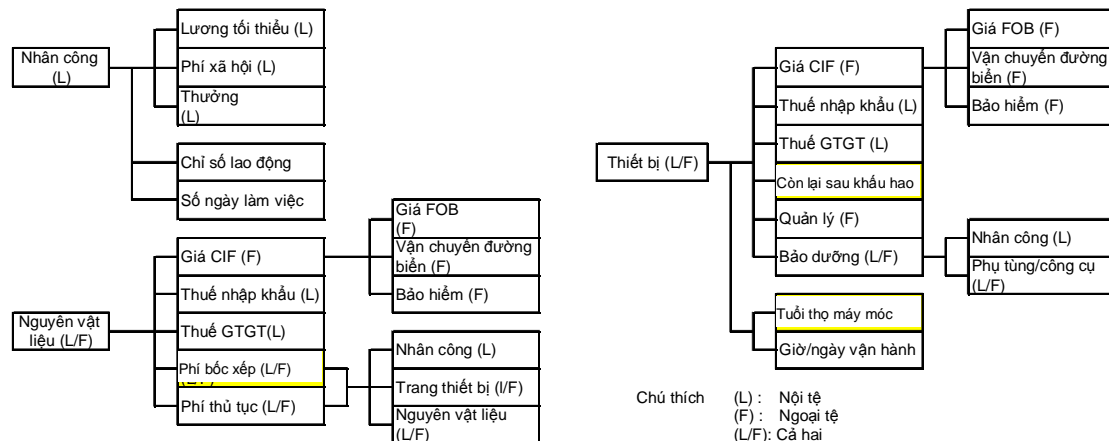 Nhân công
(L)
Lương tối thiểu (L)
Phí xã hội (L)
Thưởng
(L)
Chỉ số lao động
Số ngày làm việc
Nguyên vật
liệu (L/F)
Giá CIF (F)
Thuế nhập khẩu (L)
Thuế GTGT(L)
Phí bốc xếp (L/F)
Phí thủ tục (L/F)
Giá FOB
(F)
Vận chuyển đường
biển (F)
Bảo hiểm (F)
Nhân công (L)
Trang thiết bị (l/F)
Nguyên vật liệu
(L/F)
Thiết bị (L/F)
Giá CIF (F)
Thuế nhập khẩu (L)
Thuế GTGT (L)
Còn lại sau khấu hao
Quản lý (F)
Bảo dưỡng (L/F)
Tuổi thọ máy móc
Giờ/ngày vận hành
Giá FOB (F)
Vận chuyển đường
biển (F)
Bảo hiểm (F)
Nhân công (L)
Phụ tùng/công cụ
(L/F)
Chú thích (L) : Nội tệ
(F) : Ngoại tệ
(L/F): Cả hai